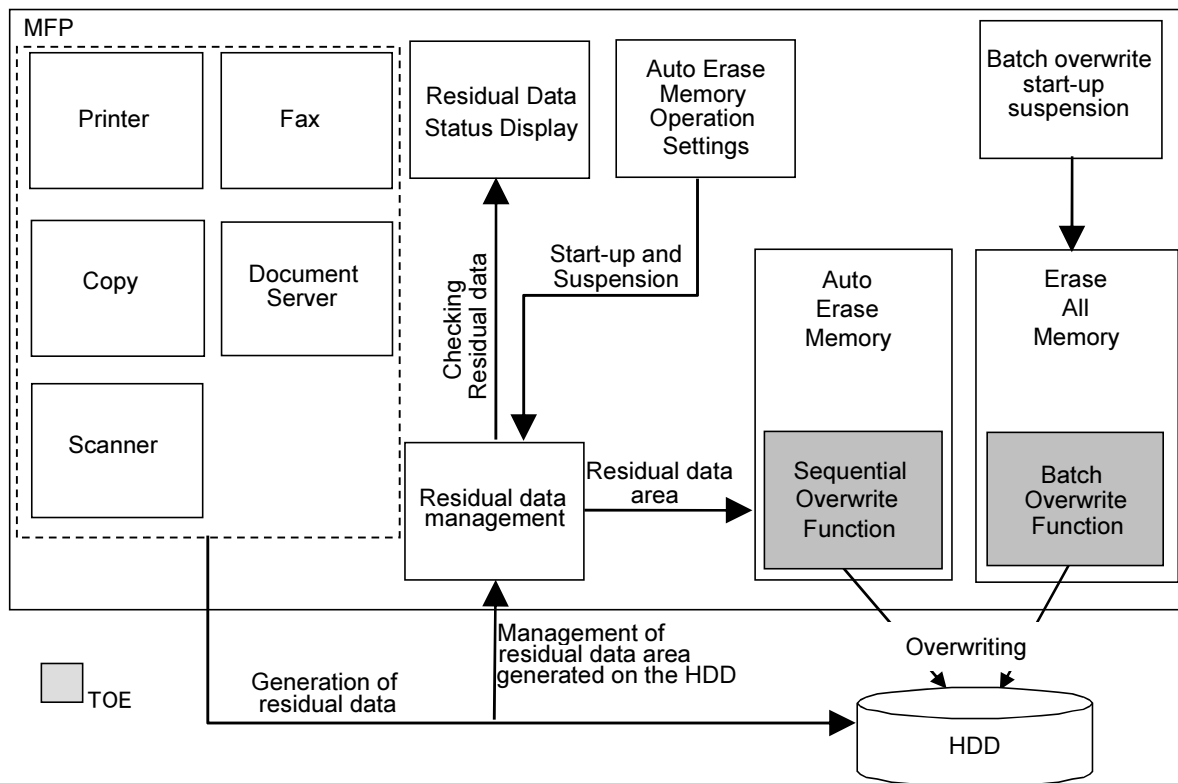 MFP
Printer
Fax
Copy
Document
Server
Scanner
Residual Data
Status Display
Auto Erase
Memory
Operation
Settings
Batch overwrite
start-up
suspension
Checking
Residual data
Start-up and
Suspension
Auto
Erase
Memory
Erase
All
Memory
Residual data
management
Residual data
area
Sequential
Overwrite
Function
Batch
Overwrite
Function
Management of
residual data area
generated on the HDD
Overwriting
TOE
Generation of
residual data
HDD